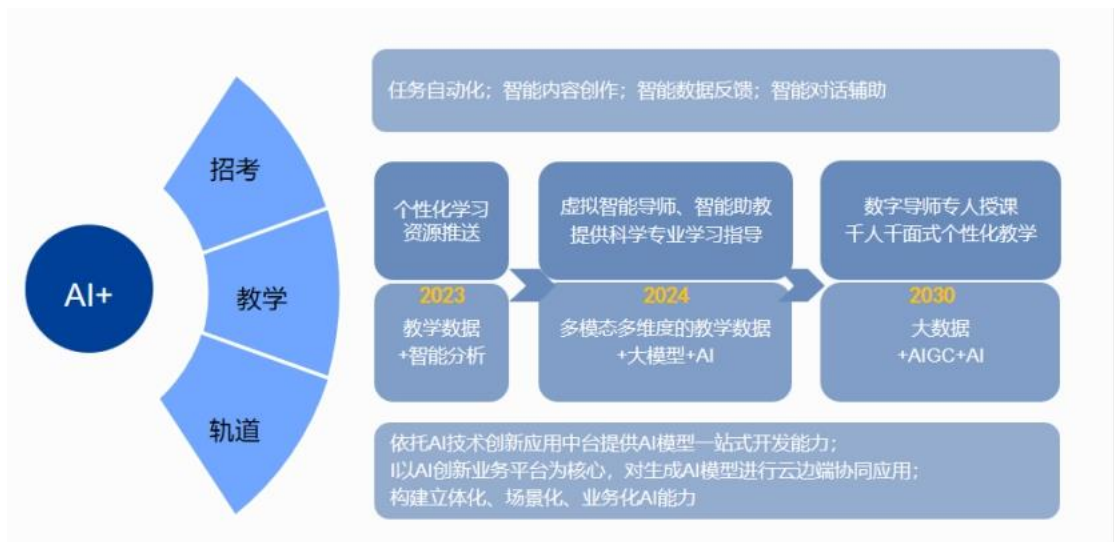 AI+
招考
教学
轨道
任务自动化；智能内容创作；智能数据反馈；智能对话辅助
个性化学习
资源推送
2023
教学数据
+智能分析
虚拟智能导师、智能助教
提供科学专业学习指导
2024
多模态多维度的教学数据
+大模型+AI
数字导师专人授课
千人千面式个性化教学
2030
大数据
+AIGC+AI
依托AI技术创新应用中台提供AI模型一站式开发能力；
I以AI创新业务平台为核心，对生成AI模型进行云边端协同应用；
构建立体化、场景化、业务化AI能力